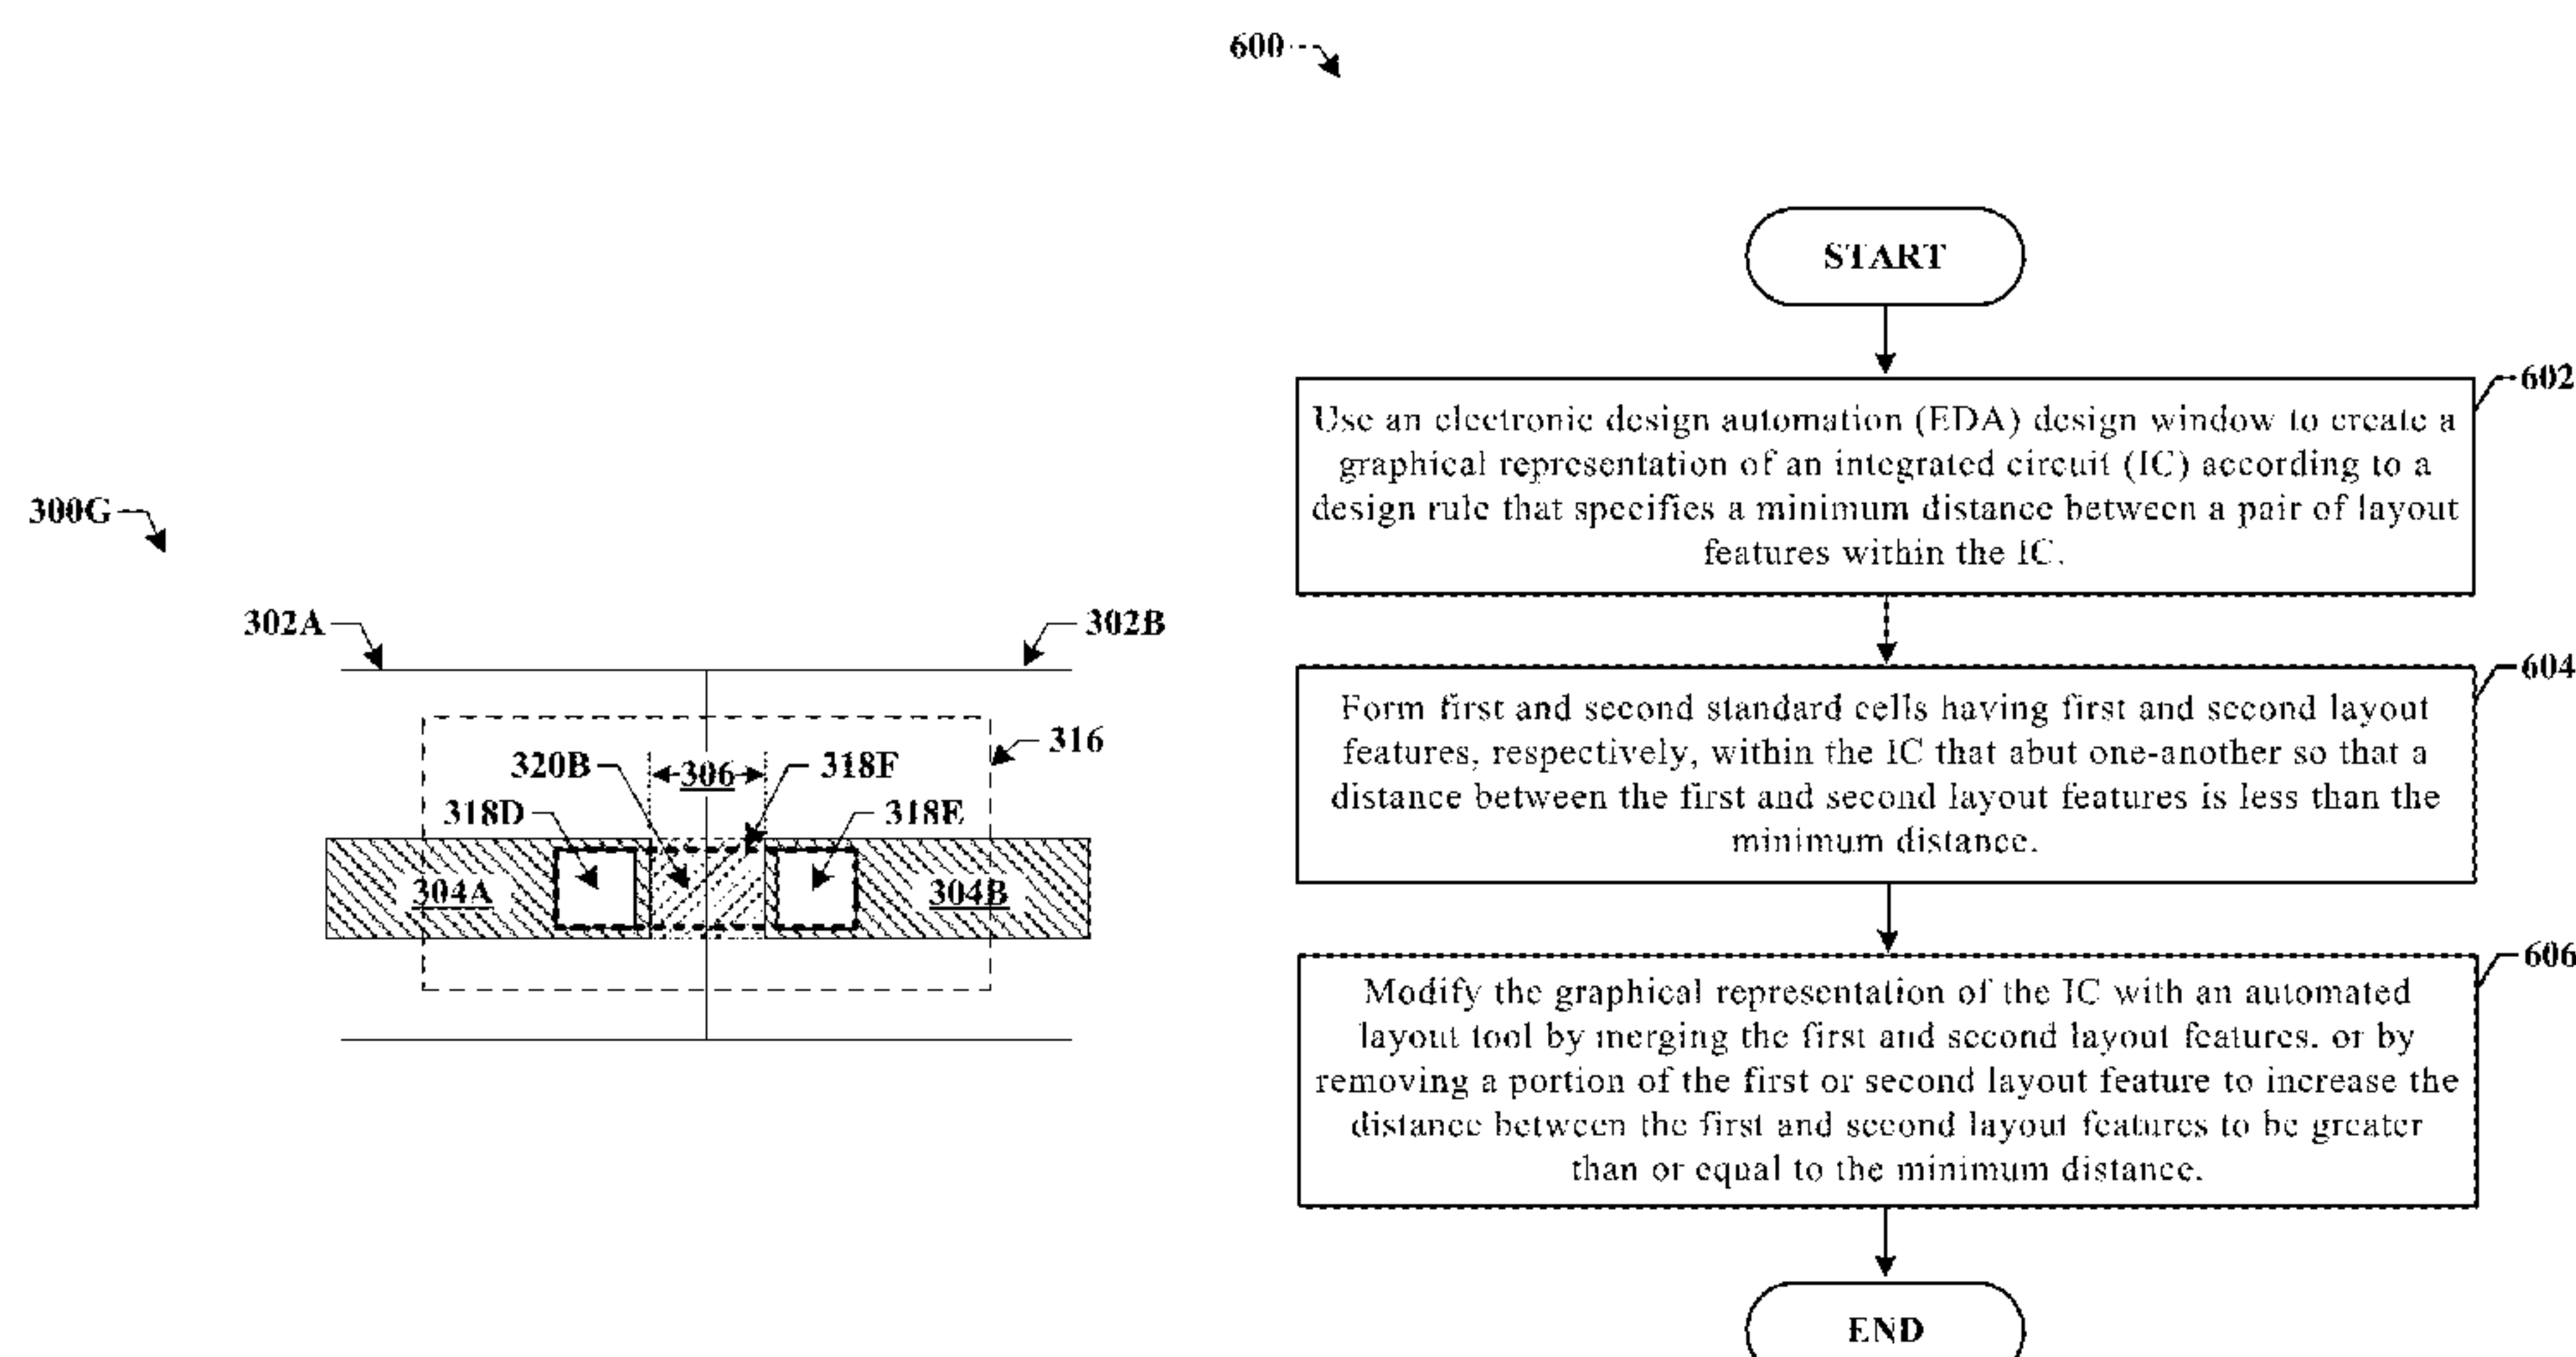 600
START
602
Use an electronic design automation (EDA) design window to create a
graphical representation of an integrated circuit (IC) according to a
design rule that specifies a minimum distance between a pair of layout
features within the IC.
604
Form first and second standard cells having first and second layout
features, respectively, within the IC that abut one-another so that a
distance between the first and second layout features is less than the
minimum distance.
606
Modify the graphical representation of the IC with an automated
layout tool by merging the first and second layout features. or by
removing a portion of the first or second layout feature to increase the
distance between the first and second layout features to be greater
than or equal to the minimum distance.
END
300G
302A
302B
316
320B
306
318F
318D
318E
304A
304B